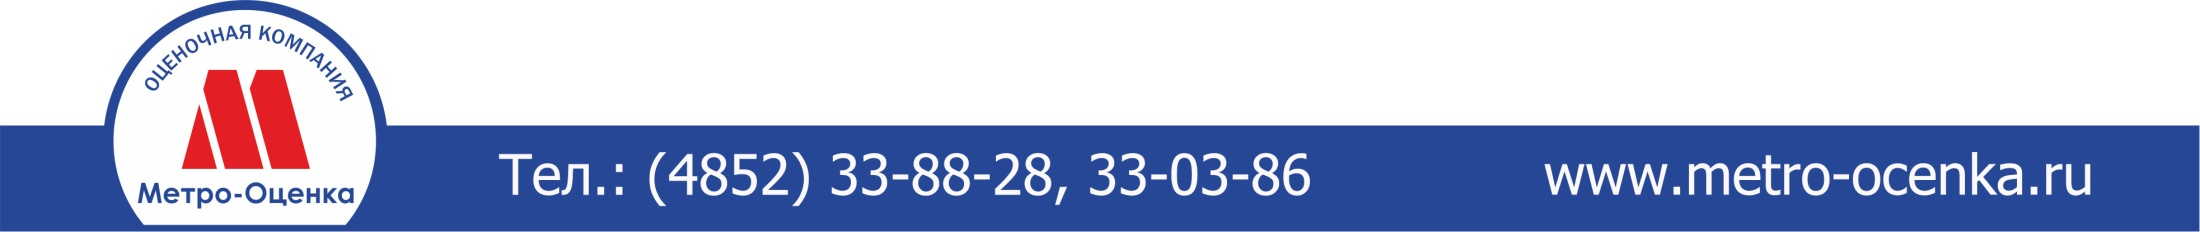 ОЦЕНОЧНАЯ КОМПАНИЯ
Метро-Оценка
Тел.: (4852) 33-88-28, 33-03-86
www.metro-ocenka.ru